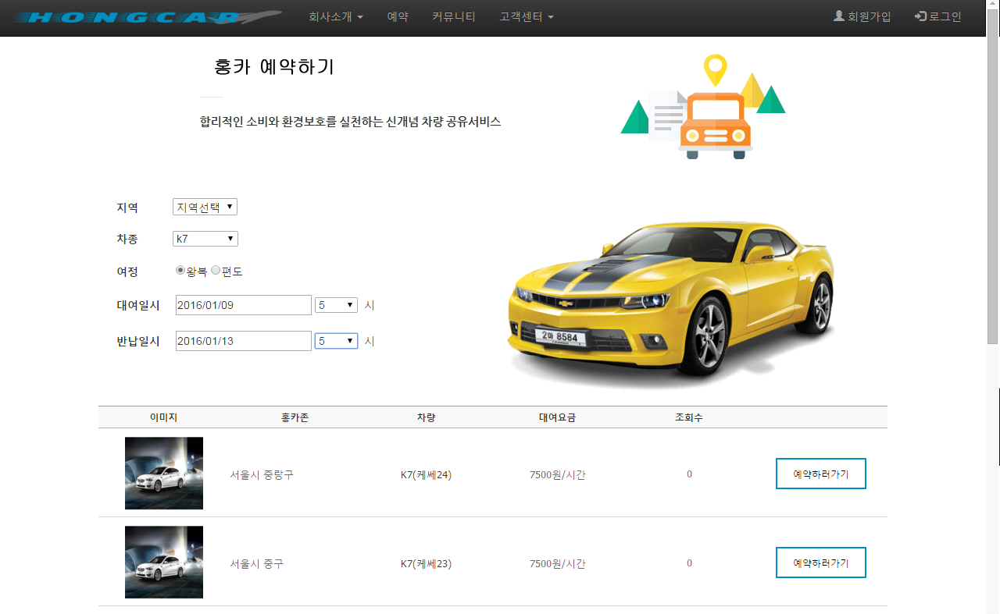 HONGCAR 회사소개 예약 커뮤니티 고객센터 회원가입 로그인
홍카 예약하기
합리적인 소비와 환경보호를 실천하는 신개념 차량 공유서비스
지역 지역선택
차종 k7
여정 왕복 편도
대여일시 2016/01/09 5 시
반납일시 2016/01/13 5 시
2마 8584
이미지 홍카존 차량 대여요금 조회수
서울시 중랑구 K7(케쎄24) 7500원/시간 0 예약하러가기
서울시 중구 K7(케쎄23) 7500원/시간 0 예약하러가기